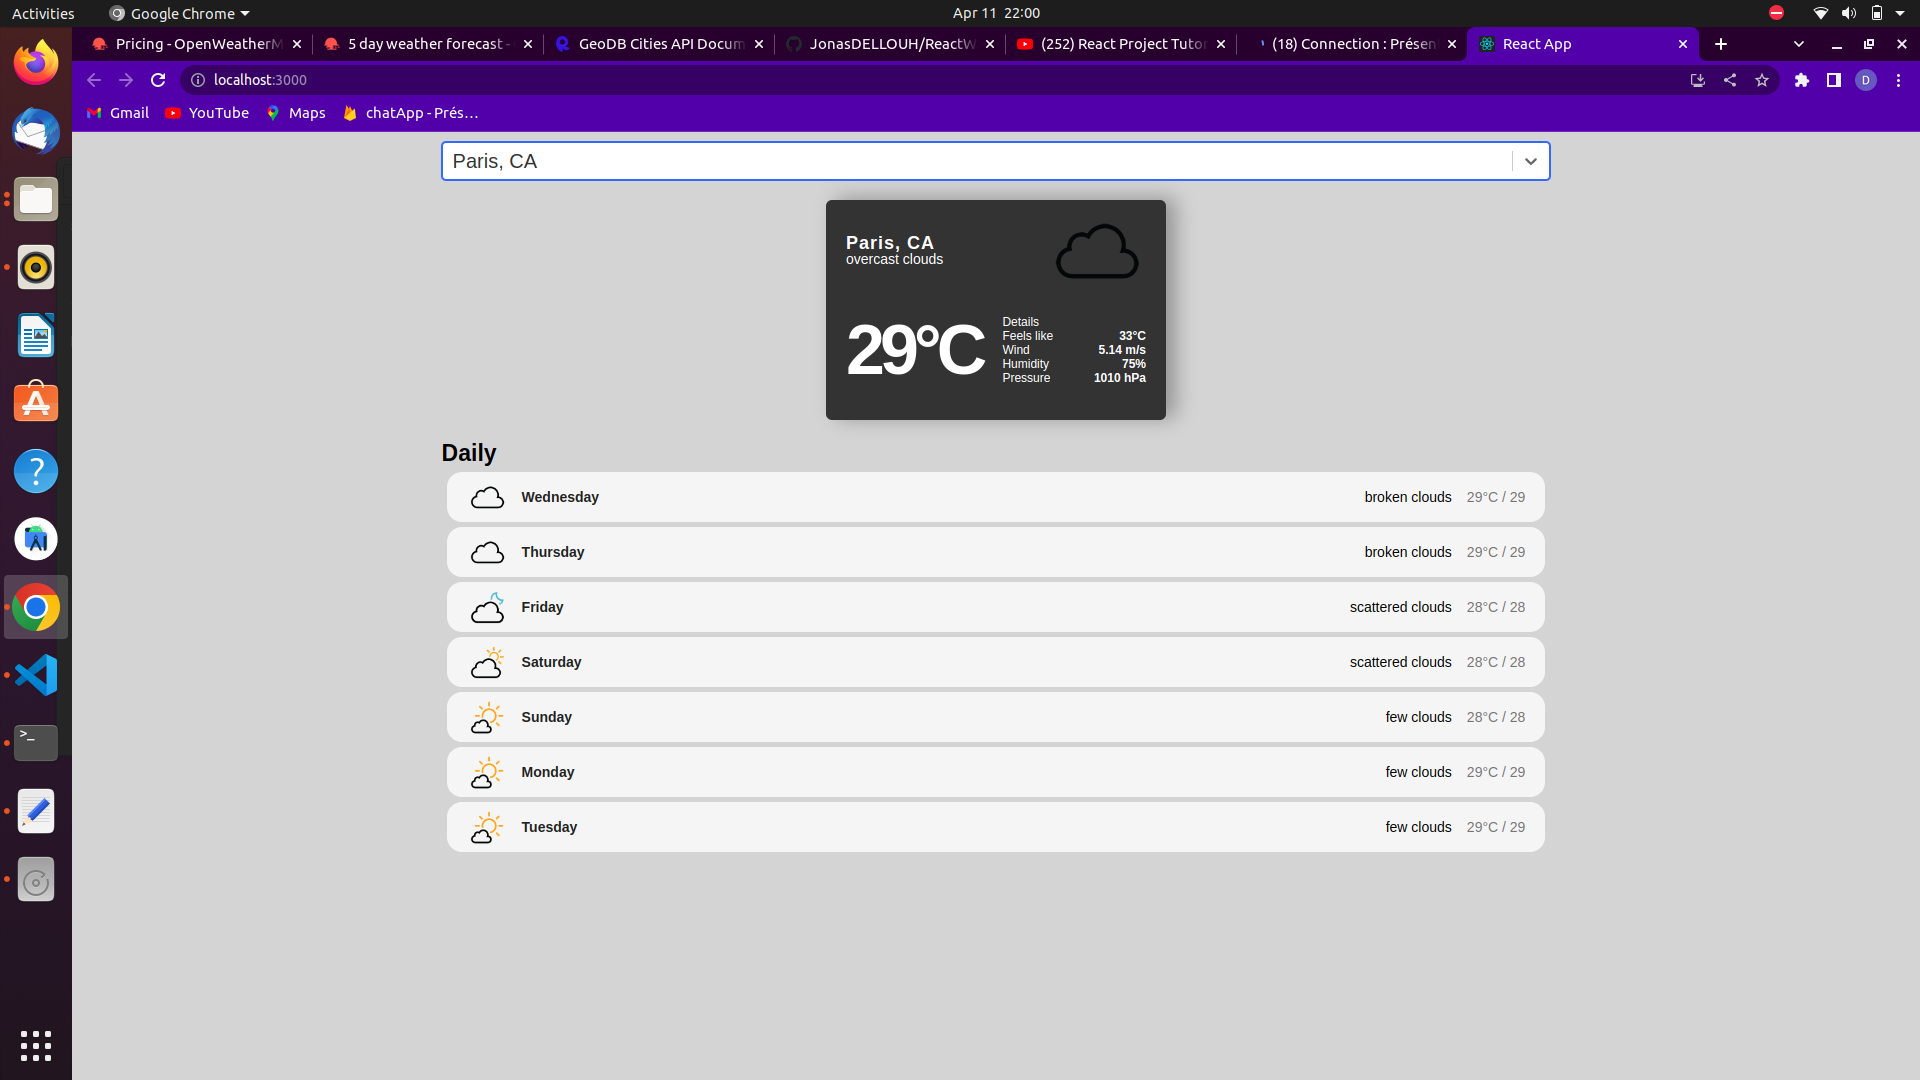 Activities
Google Chrome
Apr 11 22:00
Pricing - OpenWeatherM
5 day weather forecast -
GeoDB Cities API Docum
JonasDELLOUH/ReactW
(252) React Project Tutor
(18) Connection : Présen
React App
localhost:3000
D
Gmail
YouTube
Maps
chatApp - Prés…
Paris, CA
Paris, CA
overcast clouds
29°C
Details
Feels like 33°C
Wind 5.14 m/s
Humidity 75%
Pressure 1010 hPa
Daily
Wednesday broken clouds 29°C / 29
Thursday broken clouds 29°C / 29
Friday scattered clouds 28°C / 28
Saturday scattered clouds 28°C / 28
Sunday few clouds 28°C / 28
Monday few clouds 29°C / 29
Tuesday few clouds 29°C / 29